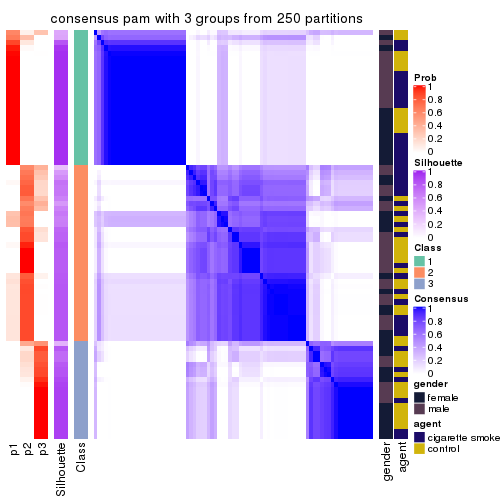 consensus pam with 3 groups from 250 partitions
Prob
1
0.8
0.6
0.4
0.2
0
Silhouette
1
0.8
0.6
0.4
0.2
0
Class
1
2
3
Consensus
1
0.8
0.6
0.4
0.2
0
gender
female
male
agent
cigarette smoke
control
p1
p2
p3
Silhouette
Class
gender
agent